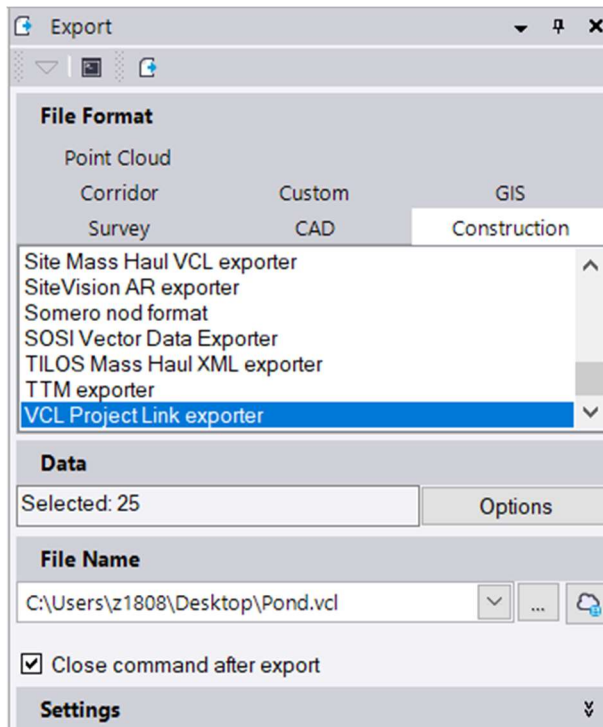 Export
File Format
Point Cloud
Corridor Custom GIS
Survey CAD Construction
Site Mass Haul VCL exporter
SiteVision AR exporter
Somero nod format
SOSI Vector Data Exporter
TILOS Mass Haul XML exporter
TTM exporter
VCL Project Link exporter
Data
Selected: 25 Options
File Name
C:\Users\z1808\Desktop\Pond.vcl ...
Close command after export
Settings